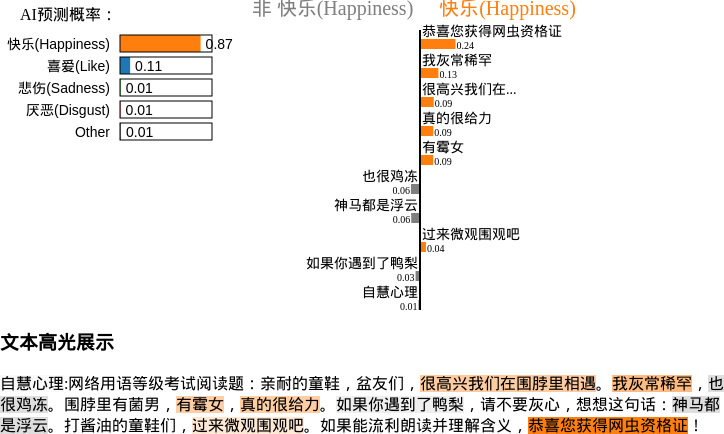 AI预测概率：
快乐(Happiness) 0.87
喜爱(Like) 0.11
悲伤(Sadness) 0.01
厌恶(Disgust) 0.01
Other 0.01
非 快乐(Happiness) 快乐(Happiness)
恭喜您获得网虫资格证
0.24
我灰常稀罕
0.13
很高兴我们在...
0.09
真的很给力
0.09
有霉女
0.09
也很鸡冻
0.06
神马都是浮云
0.06
过来微观围观吧
0.04
如果你遇到了鸭梨
0.03
自慧心理
0.01
文本高光展示
自慧心理:网络用语等级考试阅读题：亲耐的童鞋，盆友们，很高兴我们在围脖里相遇。我灰常稀罕，也
很鸡冻。围脖里有菌男，有霉女，真的很给力。如果你遇到了鸭梨，请不要灰心，想想这句话：神马都
是浮云。打酱油的童鞋们，过来微观围观吧。如果能流利朗读并理解含义，恭喜您获得网虫资格证！